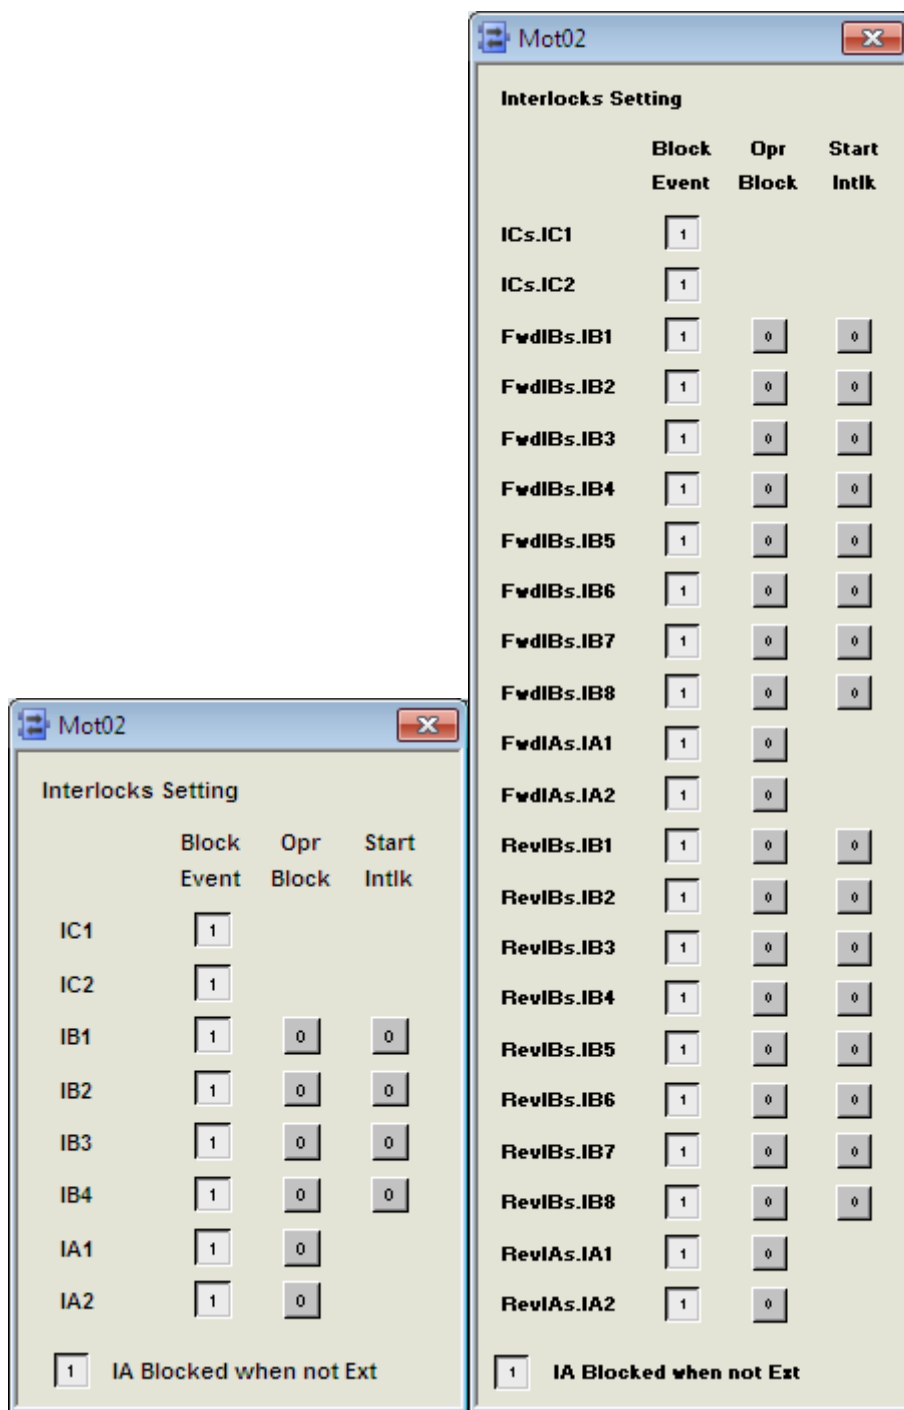 Mot02
Interlocks Setting
Block Opr Start
Event Block Intlk
IC1 1
IC2 1
IB1 1 0 0
IB2 1 0 0
IB3 1 0 0
IB4 1 0 0
IA1 1 0
IA2 1 0
1 IA Blocked when not Ext
Mot02
Interlocks Setting
Block Opr Start
Event Block Intlk
ICs.IC1 1
ICs.IC2 1
FwdIBs.IB1 1 0 0
FwdIBs.IB2 1 0 0
FwdIBs.IB3 1 0 0
FwdIBs.IB4 1 0 0
FwdIBs.IB5 1 0 0
FwdIBs.IB6 1 0 0
FwdIBs.IB7 1 0 0
FwdIBs.IB8 1 0 0
FwdIAs.IA1 1 0
FwdIAs.IA2 1 0
RevIBs.IB1 1 0 0
RevIBs.IB2 1 0 0
RevIBs.IB3 1 0 0
RevIBs.IB4 1 0 0
RevIBs.IB5 1 0 0
RevIBs.IB6 1 0 0
RevIBs.IB7 1 0 0
RevIBs.IB8 1 0 0
RevIAs.IA1 1 0
RevIAs.IA2 1 0
1 IA Blocked when not Ext